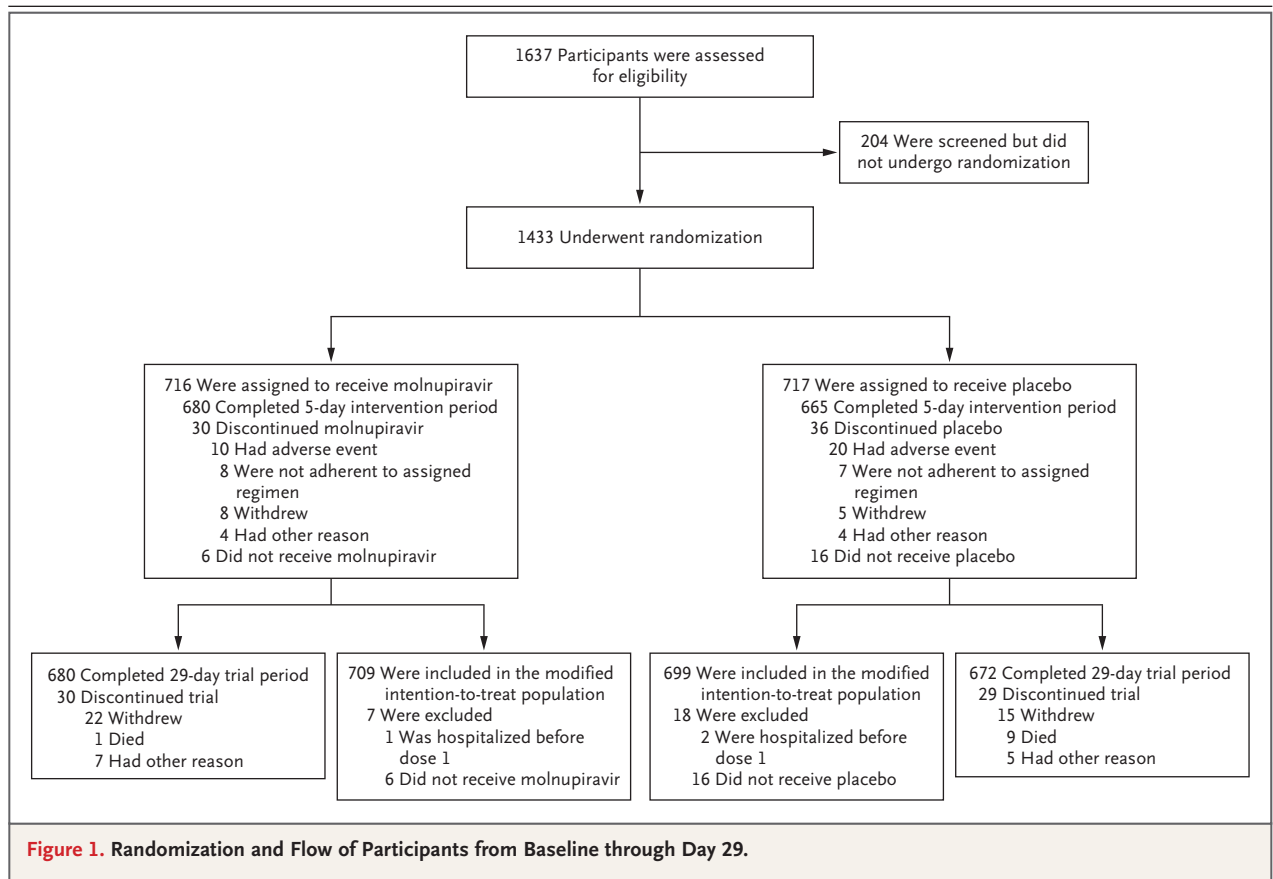 1637 Participants were assessed
for eligibility
204 Were screened but did
not undergo randomization
1433 Underwent randomization
716 Were assigned to receive molnupiravir
680 Completed 5-day intervention period
30 Discontinued molnupiravir
10 Had adverse event
8 Were not adherent to assigned
regimen
8 Withdrew
4 Had other reason
6 Did not receive molnupiravir
717 Were assigned to receive placebo
665 Completed 5-day intervention period
36 Discontinued placebo
20 Had adverse event
7 Were not adherent to assigned
regimen
5 Withdrew
4 Had other reason
16 Did not receive placebo
680 Completed 29-day trial period
30 Discontinued trial
22 Withdrew
1 Died
7 Had other reason
709 Were included in the modified
intention-to-treat population
7 Were excluded
1 Was hospitalized before
dose 1
6 Did not receive molnupiravir
699 Were included in the modified
intention-to-treat population
18 Were excluded
2 Were hospitalized before
dose 1
16 Did not receive placebo
672 Completed 29-day trial period
29 Discontinued trial
15 Withdrew
9 Died
5 Had other reason
Figure 1. Randomization and Flow of Participants from Baseline through Day 29.